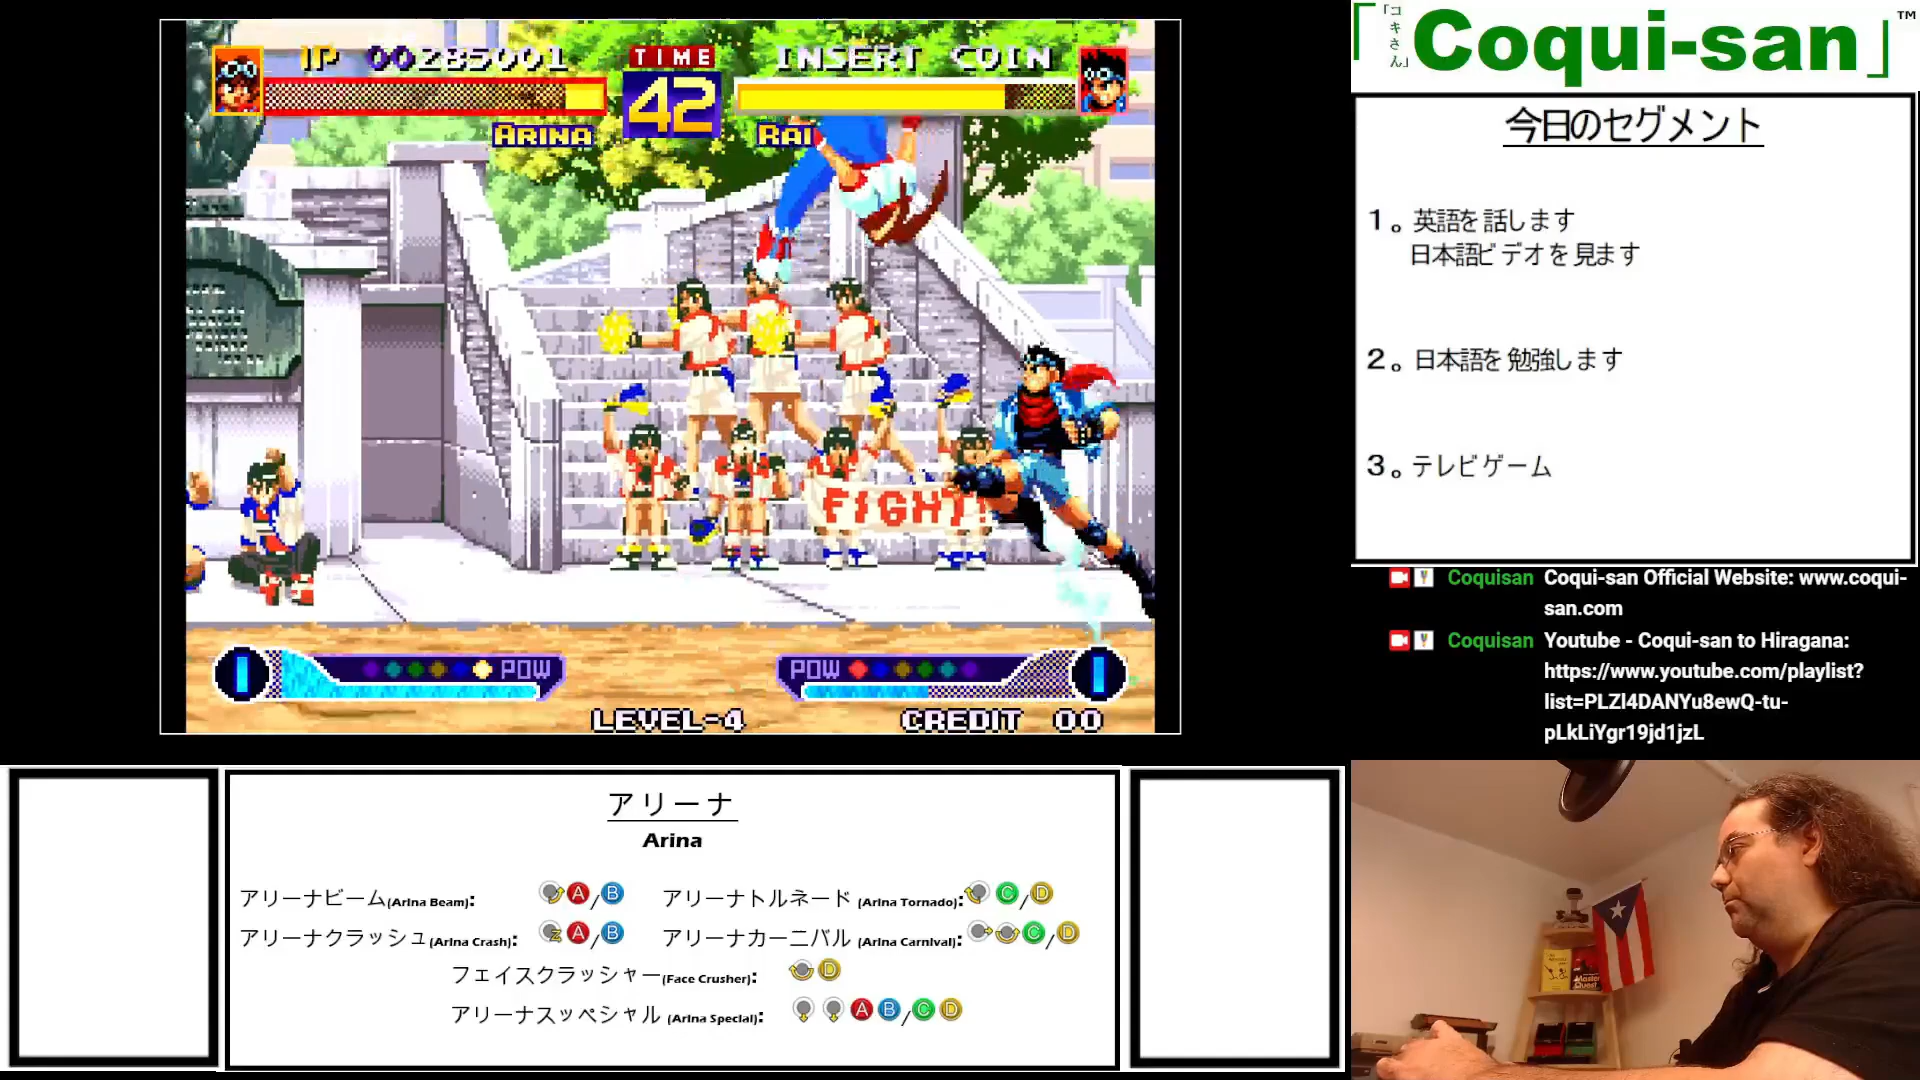 1P 00285001
TIME
INSERT COIN
42
ARINA
RAI
FIGHT!
POW
POW
LEVEL-4
CREDIT 00
「コキさん」
「Coqui-san」™
今日のセグメント
1。英語を話します
日本語ビデオを見ます
2。日本語を勉強します
3。テレビゲーム
Coquisan Coqui-san Official Website: www.coqui-
san.com
Coquisan Youtube - Coqui-san to Hiragana:
https://www.youtube.com/playlist?
list=PLZl4DANYu8ewQ-tu-
pLkLiYgr19jd1jzL
アリーナ
Arina
アリーナビーム(Arina Beam): A/B
アリーナトルネード (Arina Tornado): C/D
アリーナクラッシュ(Arina Crash): A/B
アリーナカーニバル (Arina Carnival): C/D
フェイスクラッシャー(Face Crusher): D
アリーナスッペシャル (Arina Special): A B/C D
Master
Quest